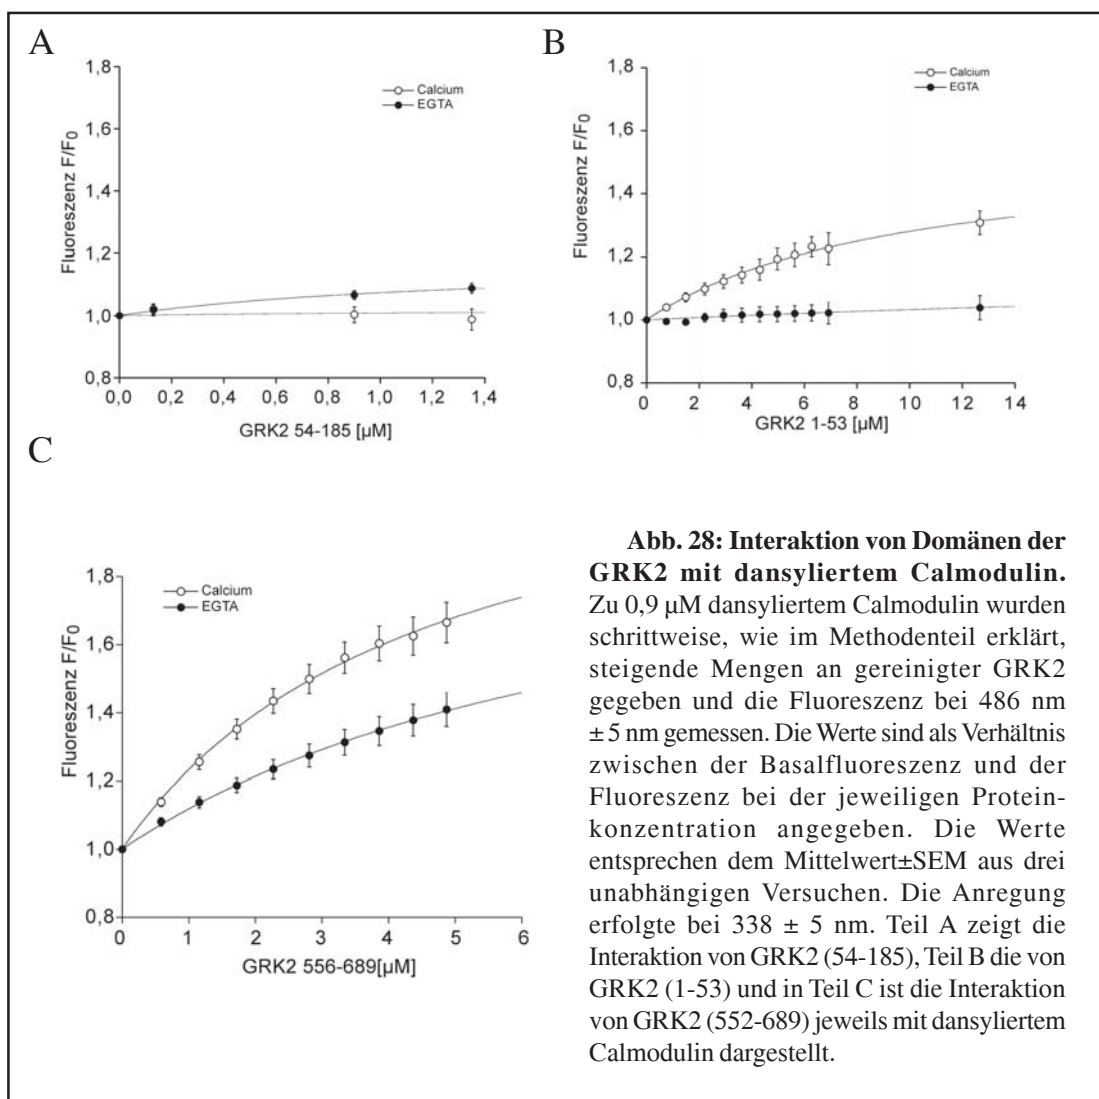 A
1,8
1,6
1,4
1,2
1,0
0,8
Fluoreszenz F/F0
Calcium
EGTA
0,0 0,2 0,4 0,6 0,8 1,0 1,2 1,4
GRK2 54-185 [µM]
B
1,8
1,6
1,4
1,2
1,0
0,8
Fluoreszenz F/F0
Calcium
EGTA
0 2 4 6 8 10 12 14
GRK2 1-53 [µM]
C
1,8
1,6
1,4
1,2
1,0
0,8
Fluoreszenz F/F0
Calcium
EGTA
0 1 2 3 4 5 6
GRK2 556-689[µM]
Abb. 28: Interaktion von Domänen der
GRK2 mit dansyliertem Calmodulin.
Zu 0,9 µM dansyliertem Calmodulin wurden
schrittweise, wie im Methodenteil erklärt,
steigende Mengen an gereinigter GRK2
gegeben und die Fluoreszenz bei 486 nm
± 5 nm gemessen. Die Werte sind als Verhältnis
zwischen der Basalfluoreszenz und der
Fluoreszenz bei der jeweiligen Protein-
konzentration angegeben. Die Werte
entsprechen dem Mittelwert±SEM aus drei
unabhängigen Versuchen. Die Anregung
erfolgte bei 338 ± 5 nm. Teil A zeigt die
Interaktion von GRK2 (54-185), Teil B die von
GRK2 (1-53) und in Teil C ist die Interaktion
von GRK2 (552-689) jeweils mit dansyliertem
Calmodulin dargestellt.